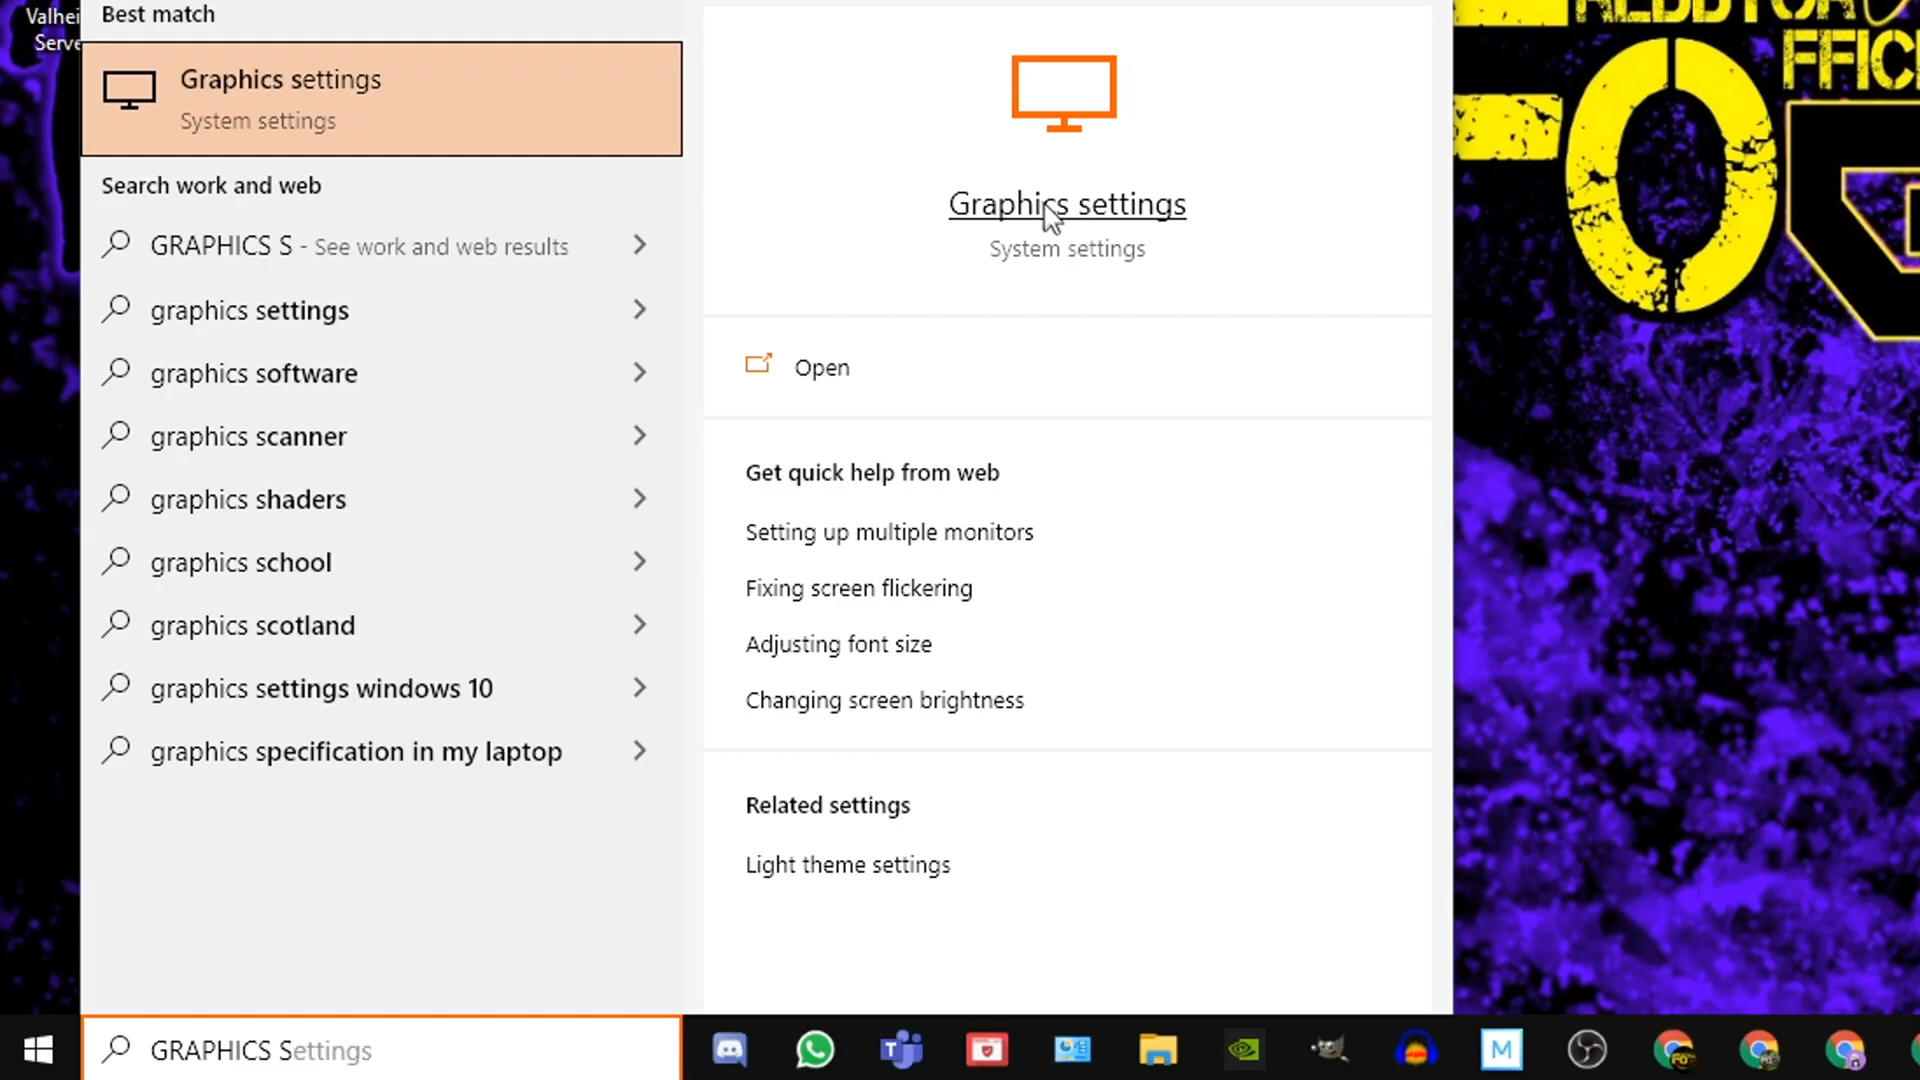 Valhei
Serve
Best match
Graphics settings
System settings
Search work and web
GRAPHICS S - See work and web results
graphics settings
graphics software
graphics scanner
graphics shaders
graphics school
graphics scotland
graphics settings windows 10
graphics specification in my laptop
GRAPHICS Settings
Graphics settings
System settings
Open
Get quick help from web
Setting up multiple monitors
Fixing screen flickering
Adjusting font size
Changing screen brightness
Related settings
Light theme settings
FFICI
M